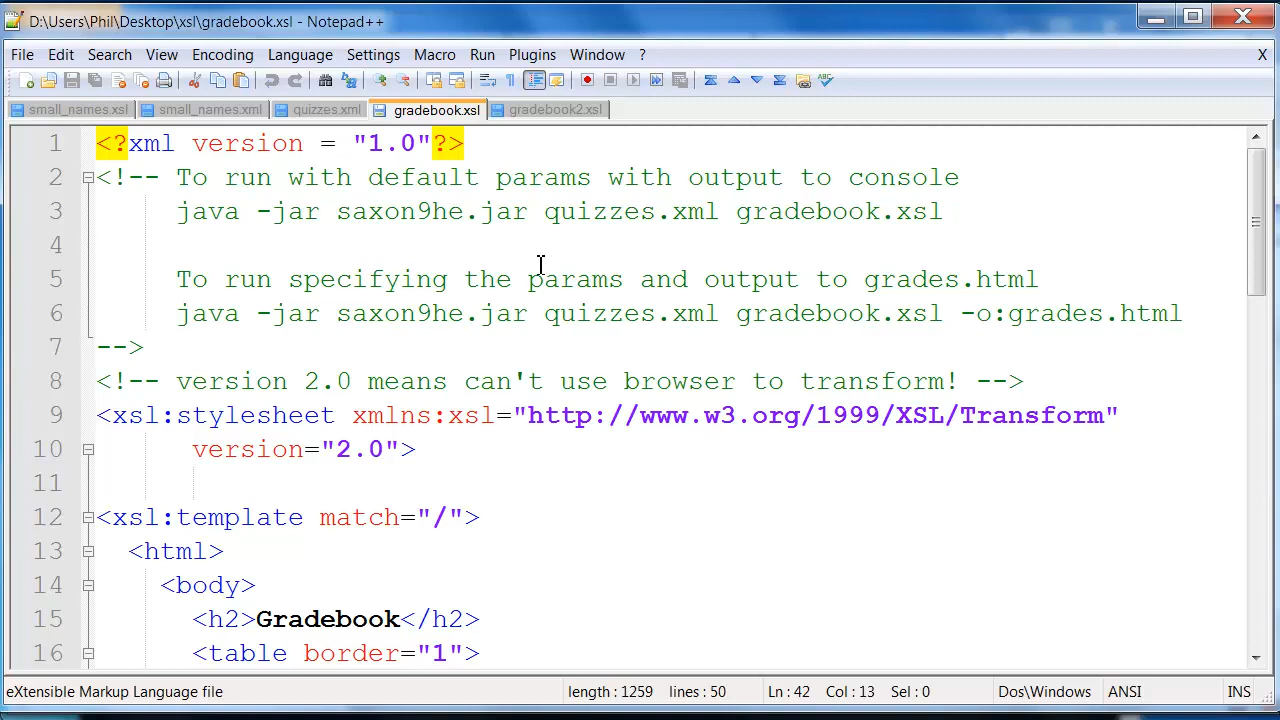 D:\Users\Phil\Desktop\xsl\gradebook.xsl - Notepad++
File Edit Search View Encoding Language Settings Macro Run Plugins Window ? X
small_names.xsl small_names.xml quizzes.xml gradebook.xsl gradebook2.xsl
1 <?xml version = "1.0"?>
2 <!-- To run with default params with output to console
3 java -jar saxon9he.jar quizzes.xml gradebook.xsl
4
5 To run specifying the params and output to grades.html
6 java -jar saxon9he.jar quizzes.xml gradebook.xsl -o:grades.html
7 -->
8 <!-- version 2.0 means can't use browser to transform! -->
9 <xsl:stylesheet xmlns:xsl="http://www.w3.org/1999/XSL/Transform"
10 version="2.0">
11
12 <xsl:template match="/">
13 <html>
14 <body>
15 <h2>Gradebook</h2>
16 <table border="1">
eXtensible Markup Language file length : 1259 lines : 50 Ln : 42 Col : 13 Sel : 0 Dos\Windows ANSI INS